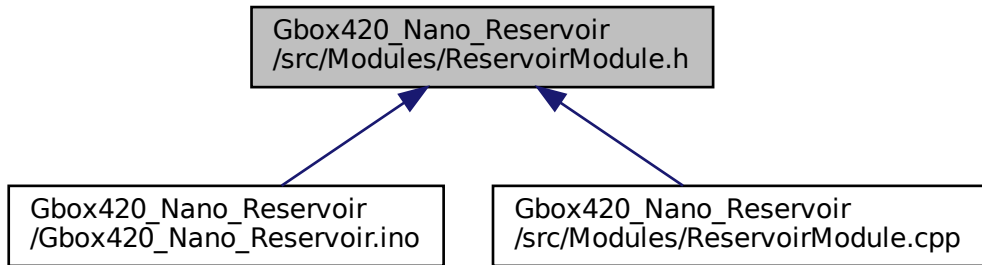 Gbox420_Nano_Reservoir
/src/Modules/ReservoirModule.h
Gbox420_Nano_Reservoir
/Gbox420_Nano_Reservoir.ino
Gbox420_Nano_Reservoir
/src/Modules/ReservoirModule.cpp